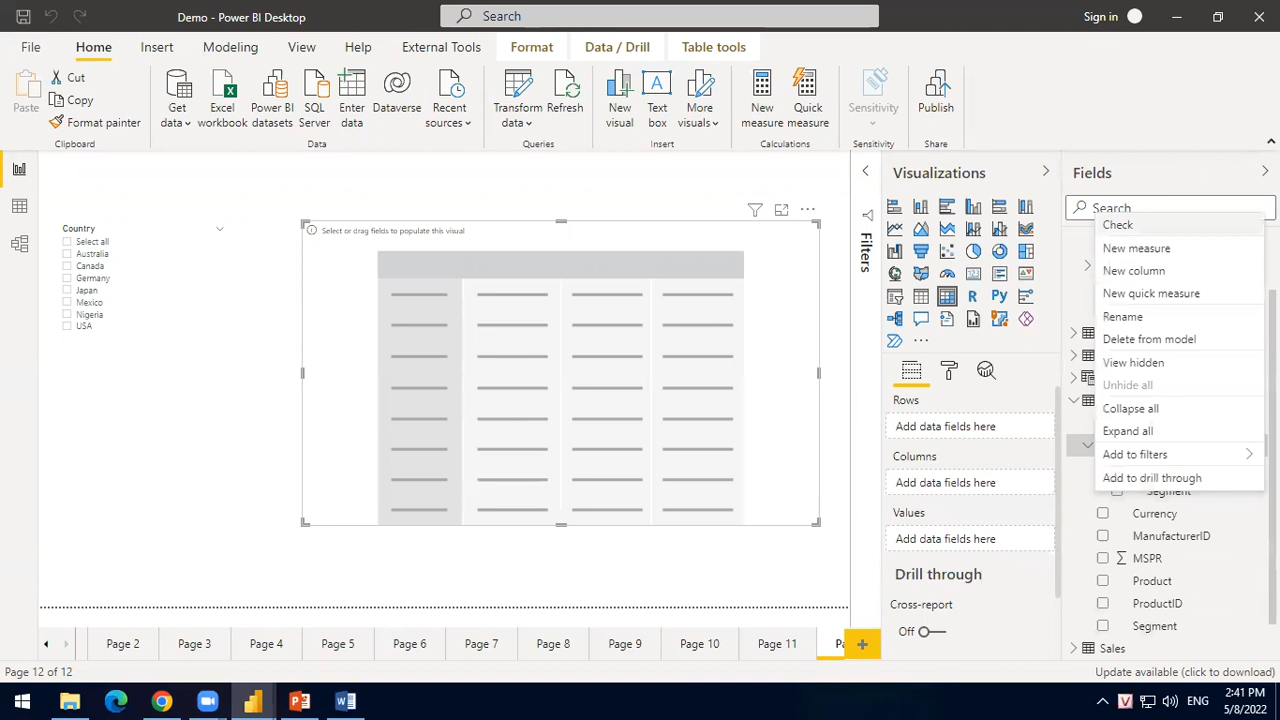 Demo - Power BI Desktop
Search
Sign in
File
Home
Insert
Modeling
View
Help
External Tools
Format
Data / Drill
Table tools
Paste
Cut
Copy
Format painter
Clipboard
Get data
Excel workbook
Power BI datasets
SQL Server
Enter data
Dataverse
Recent sources
Data
Transform data
Refresh
Queries
New visual
Text box
More visuals
Insert
New measure
Quick measure
Calculations
Sensitivity
Sensitivity
Publish
Share
Country
Select all
Australia
Canada
Germany
Japan
Mexico
Nigeria
USA
Select or drag fields to populate this visual
Filters
Visualizations
R
Py
Rows
Add data fields here
Columns
Add data fields here
Values
Add data fields here
Drill through
Cross-report
Off
Fields
Search
Check
New measure
New column
New quick measure
Rename
Delete from model
View hidden
Unhide all
Collapse all
Expand all
Add to filters
Add to drill through
Segment
Currency
ManufacturerID
MSPR
Product
ProductID
Segment
Sales
Page 2
Page 3
Page 4
Page 5
Page 6
Page 7
Page 8
Page 9
Page 10
Page 11
Page 12 of 12
Update available (click to download)
ENG
2:41 PM
5/8/2022